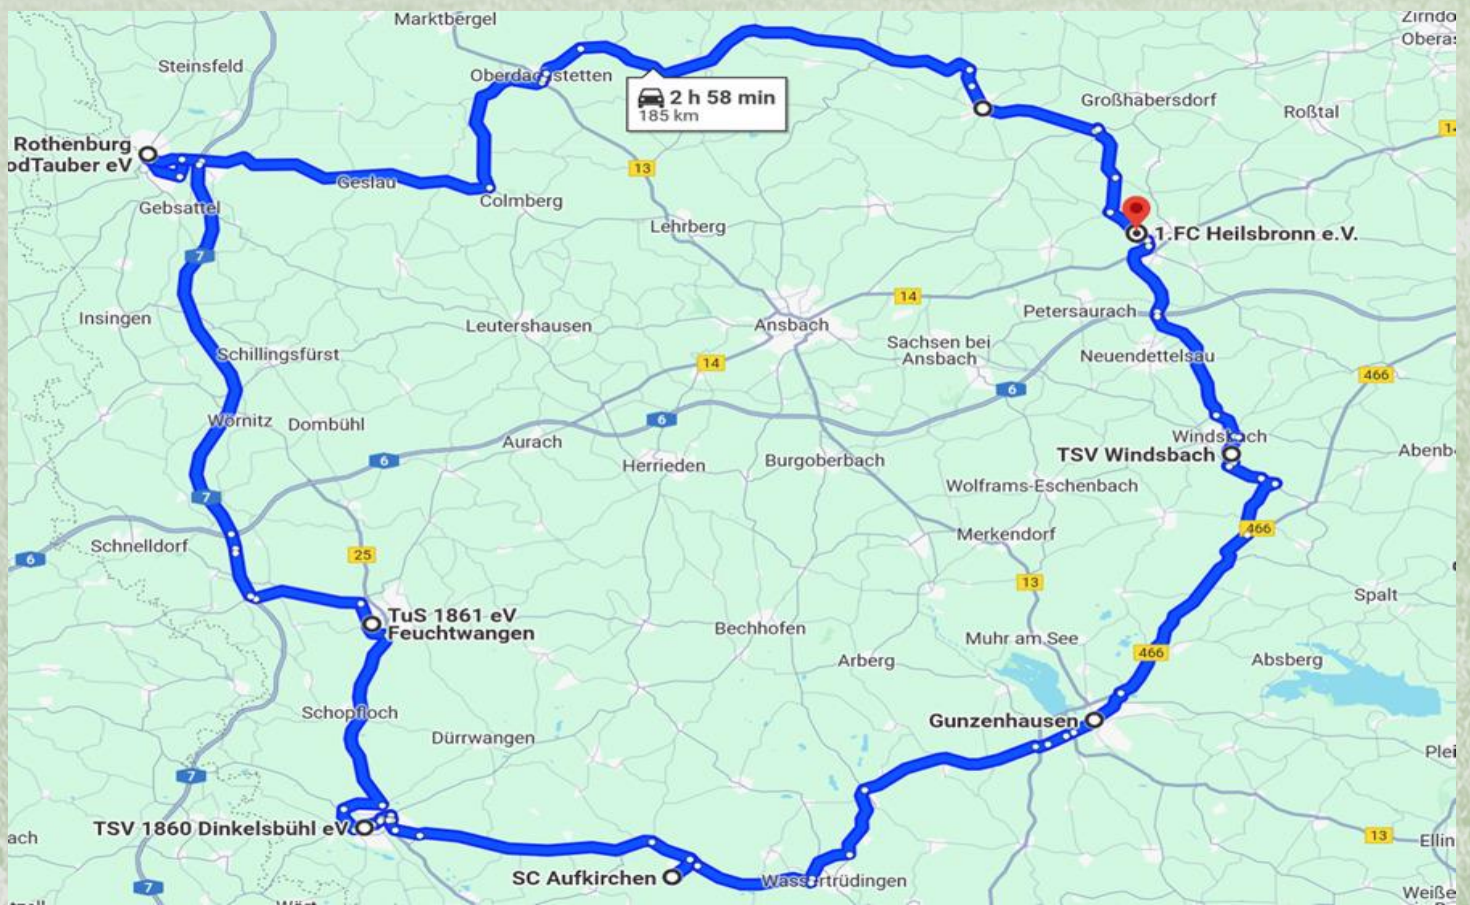 Marktbergel
Zirndo
Oberas
Steinsfeld
Oberdachstetten
2 h 58 min
185 km
Großhabersdorf
Roßtal
Rothenburg
odTauber eV
14
13
Geslau
Colmberg
Gebsattel
Lehrberg
1.FC Heilsbronn e.V.
7
14
Insingen
Leutershausen
Ansbach
Petersaurach
Schillingsfürst
Sachsen bei
Ansbach
Neuendettelsau
14
466
6
Wörnitz
Dombühl
6
Aurach
Windsbach
TSV Windsbach
Abenb
6
Herrieden
Burgoberbach
Wolframs-Eschenbach
7
466
Merkendorf
Schnelldorf
6
25
13
Spalt
TuS 1861 eV
Feuchtwangen
Bechhofen
Muhr am See
466
Arberg
Absberg
Schopfloch
Gunzenhausen
Dürrwangen
Plei
7
TSV 1860 Dinkelsbühl eV
ach
13
Ellin
SC Aufkirchen
Wassertrüdingen
7
Weiße